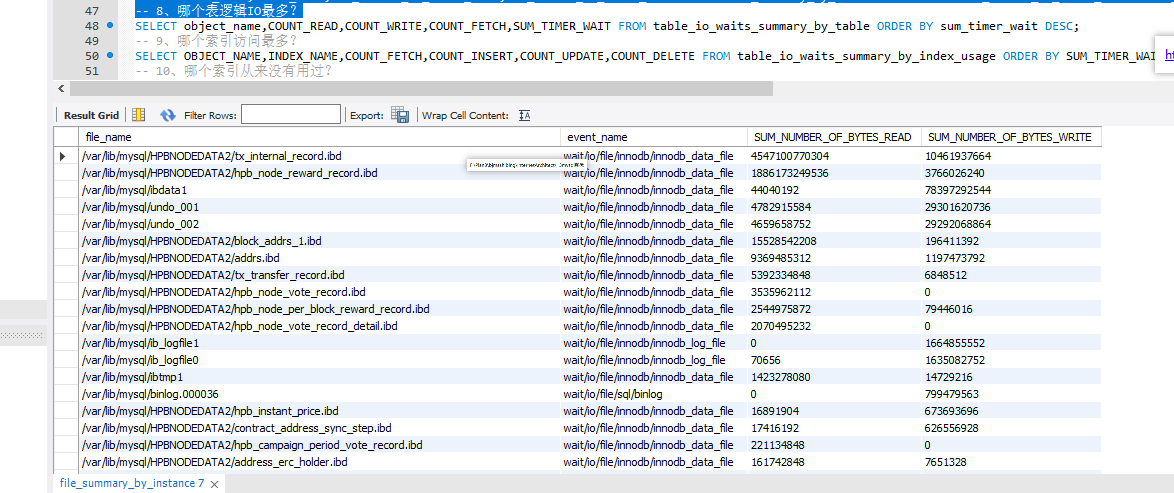 47 -- 8、哪个表逻辑IO最多？
48 SELECT object_name,COUNT_READ,COUNT_WRITE,COUNT_FETCH,SUM_TIMER_WAIT FROM table_io_waits_summary_by_table ORDER BY sum_timer_wait DESC;
49 -- 9、哪个索引访问最多？
50 SELECT OBJECT_NAME,INDEX_NAME,COUNT_FETCH,COUNT_INSERT,COUNT_UPDATE,COUNT_DELETE FROM table_io_waits_summary_by_index_usage ORDER BY SUM_TIMER_WAI
51 -- 10、哪个索引从来没有用过？
Result Grid Filter Rows: Export: Wrap Cell Content:
file_name event_name SUM_NUMBER_OF_BYTES_READ SUM_NUMBER_OF_BYTES_WRITE
/var/lib/mysql/HPBNODEDATA2/tx_internal_record.ibd wait/io/file/innodb/innodb_data_file 4547100770304 10461937664
/var/lib/mysql/HPBNODEDATA2/hpb_node_reward_record.ibd wait/io/file/innodb/innodb_data_file 1886173249536 3766026240
/var/lib/mysql/ibdata1 wait/io/file/innodb/innodb_data_file 44040192 78397292544
/var/lib/mysql/undo_001 wait/io/file/innodb/innodb_data_file 4782915584 29301620736
/var/lib/mysql/undo_002 wait/io/file/innodb/innodb_data_file 4659658752 29292068864
/var/lib/mysql/HPBNODEDATA2/block_addrs_1.ibd wait/io/file/innodb/innodb_data_file 15528542208 196411392
/var/lib/mysql/HPBNODEDATA2/addrs.ibd wait/io/file/innodb/innodb_data_file 9369485312 1197473792
/var/lib/mysql/HPBNODEDATA2/tx_transfer_record.ibd wait/io/file/innodb/innodb_data_file 5392334848 6848512
/var/lib/mysql/HPBNODEDATA2/hpb_node_vote_record.ibd wait/io/file/innodb/innodb_data_file 3535962112 0
/var/lib/mysql/HPBNODEDATA2/hpb_node_per_block_reward_record.ibd wait/io/file/innodb/innodb_data_file 2544975872 79446016
/var/lib/mysql/HPBNODEDATA2/hpb_node_vote_record_detail.ibd wait/io/file/innodb/innodb_data_file 2070495232 0
/var/lib/mysql/ib_logfile1 wait/io/file/innodb/innodb_log_file 0 1664855552
/var/lib/mysql/ib_logfile0 wait/io/file/innodb/innodb_log_file 70656 1635082752
/var/lib/mysql/ibtmp1 wait/io/file/innodb/innodb_data_file 1423278080 14729216
/var/lib/mysql/binlog.000036 wait/io/file/sql/binlog 0 799479563
/var/lib/mysql/HPBNODEDATA2/hpb_instant_price.ibd wait/io/file/innodb/innodb_data_file 16891904 673693696
/var/lib/mysql/HPBNODEDATA2/contract_address_sync_step.ibd wait/io/file/innodb/innodb_data_file 17416192 626556928
/var/lib/mysql/HPBNODEDATA2/hpb_campaign_period_vote_record.ibd wait/io/file/innodb/innodb_data_file 221134848 0
/var/lib/mysql/HPBNODEDATA2/address_erc_holder.ibd wait/io/file/innodb/innodb_data_file 161742848 7651328
file_summary_by_instance 7